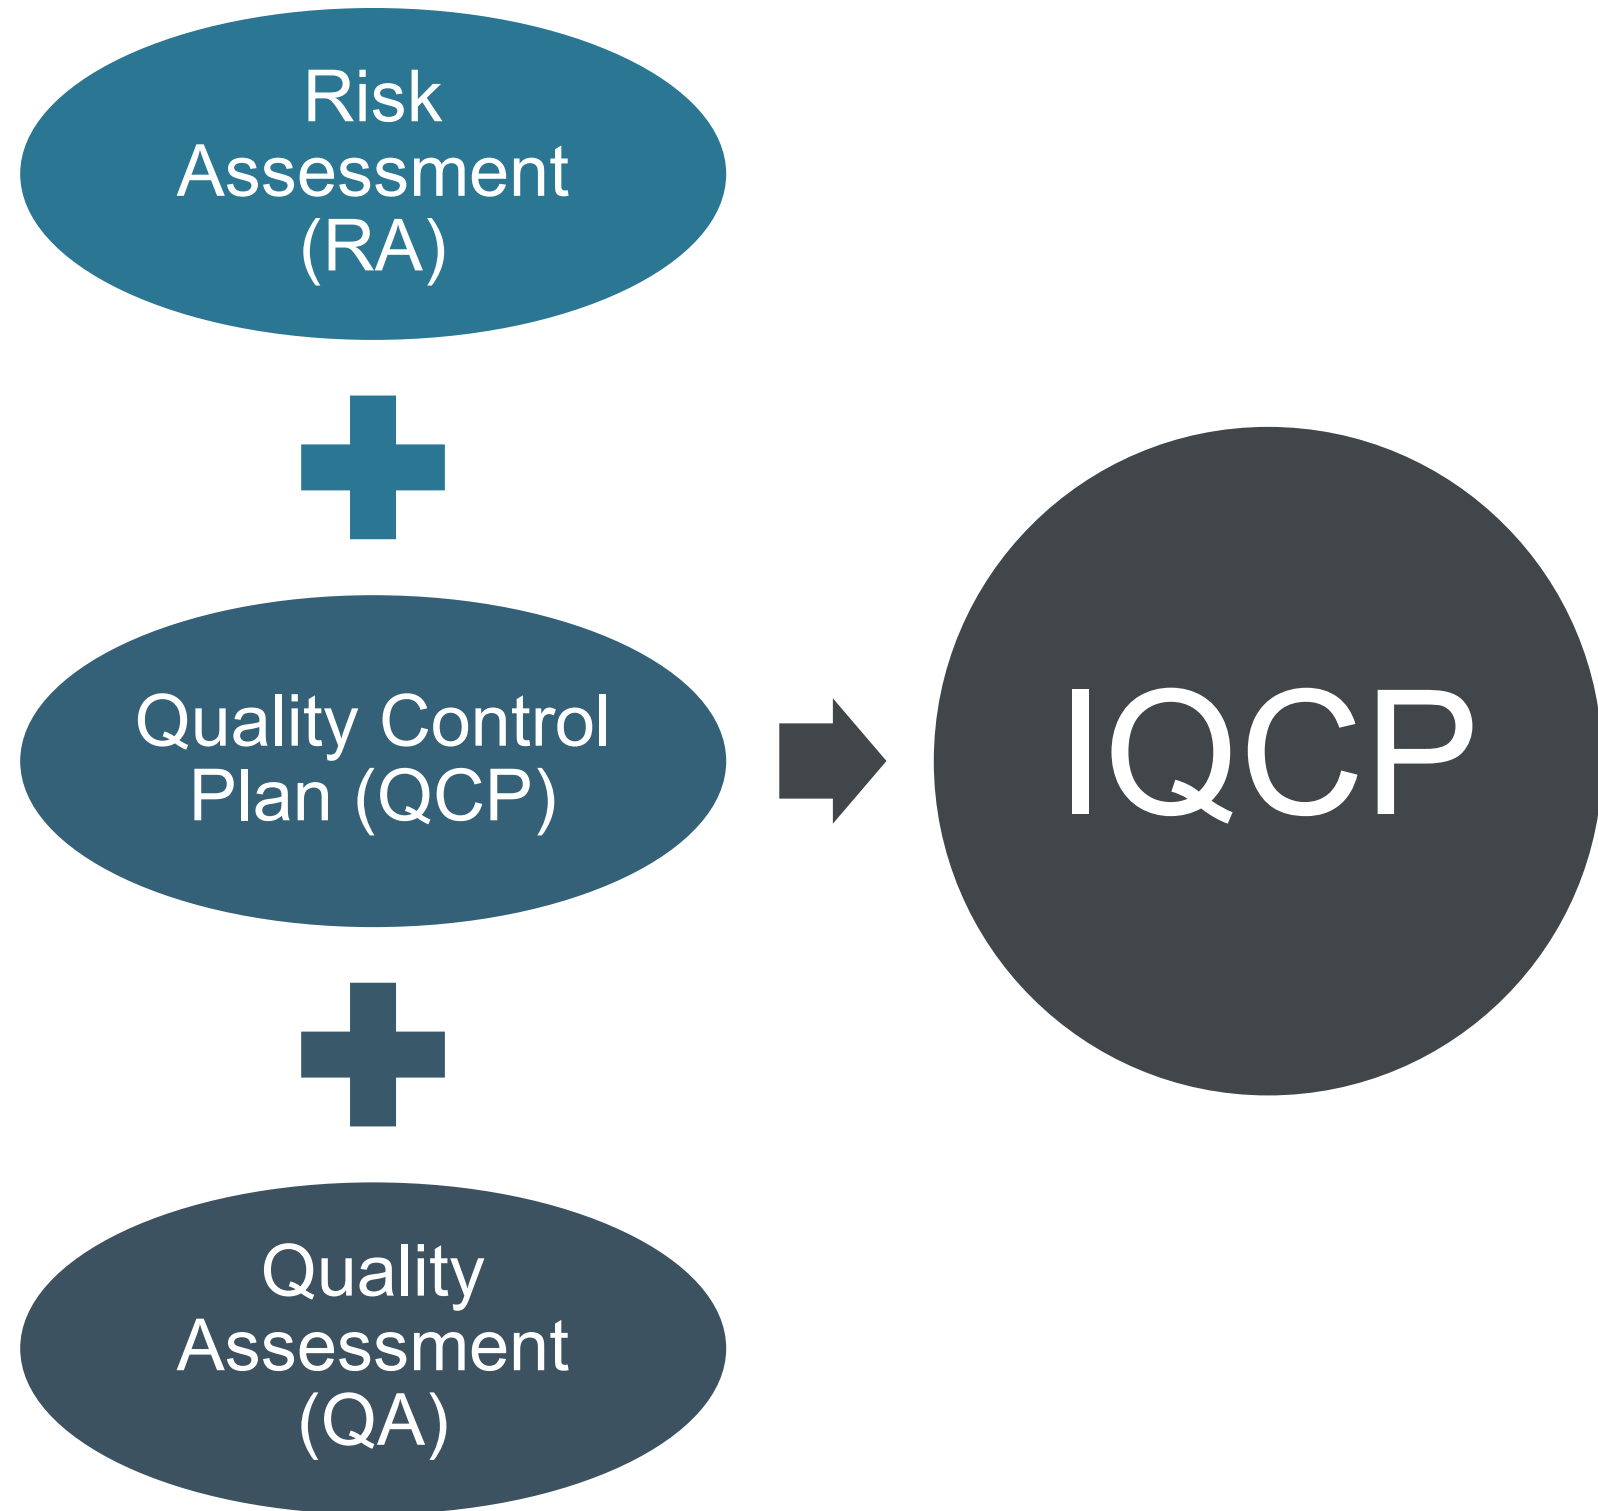 Risk
Assessment
(RA)
Quality Control
Plan (QCP)
Quality
Assessment
(QA)
IQCP